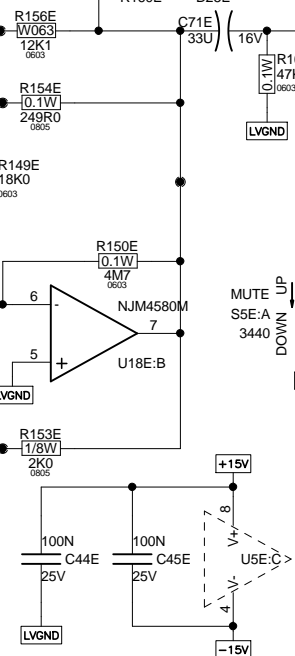 R156E
W063
12K1
0603
C71E
33U
16V
0.1W
47K
0603
LVGND
R154E
0.1W
249R0
0805
R149E
18K0
0603
R150E
0.1W
4M7
0603
6
-
NJM4580M
7
5
+
U18E:B
LVGND
MUTE
S5E:A
3440
UP
DOWN
R153E
1/8W
2K0
0805
+15V
100N
C44E
25V
100N
C45E
25V
8
V+
U5E:C
V-
4
LVGND
-15V